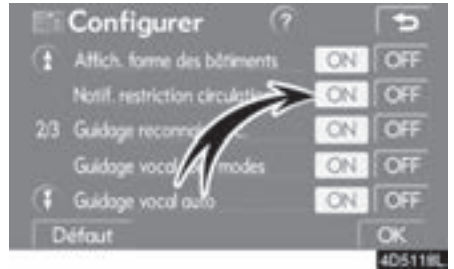 Configurer ?
Affich. forme des bâtiments ON OFF
Notif. restriction ON OFF
2/3 Guidage ON OFF
Guidage vocal modes ON OFF
Guidage vocal auto ON OFF
Défaut OK
4D5118L